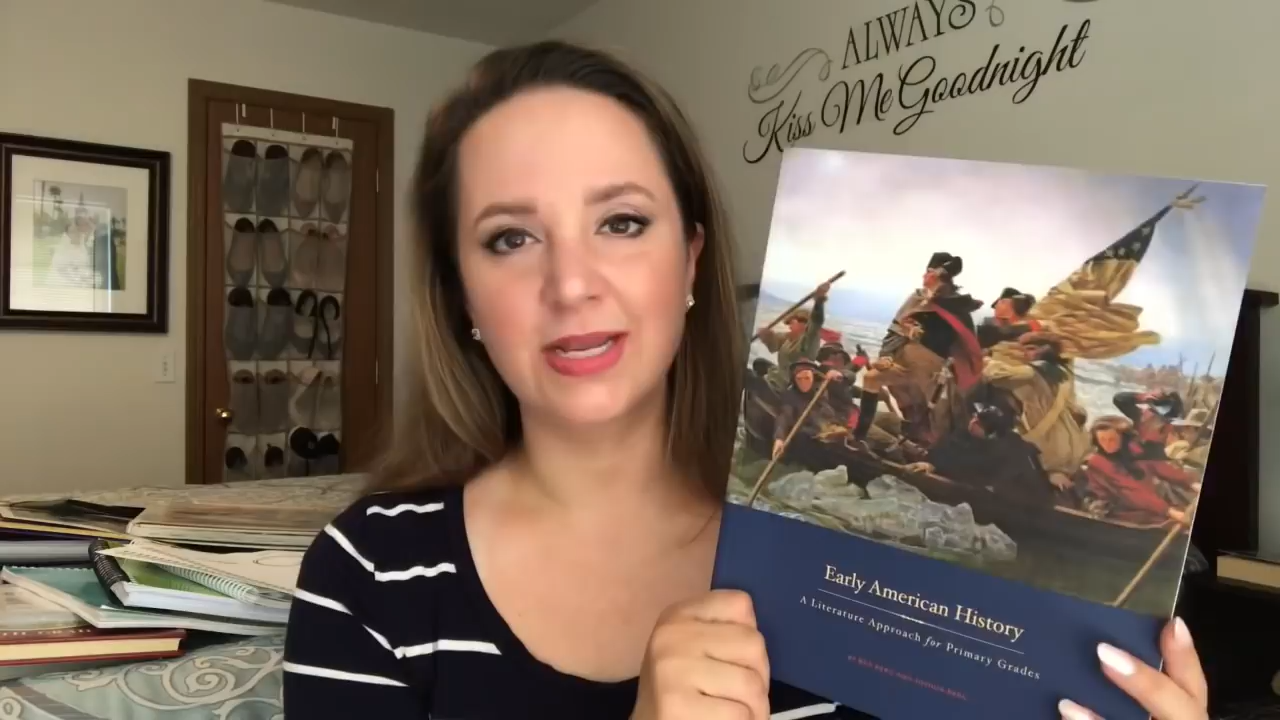 ALWAYS
Kiss Me Goodnight
Early American History
A Literature Approach for Primary Grades